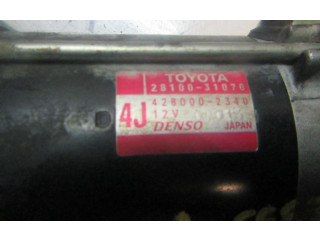 TOYOTA
28100-31070
4J
428000-2340
12V
DENSO JAPAN